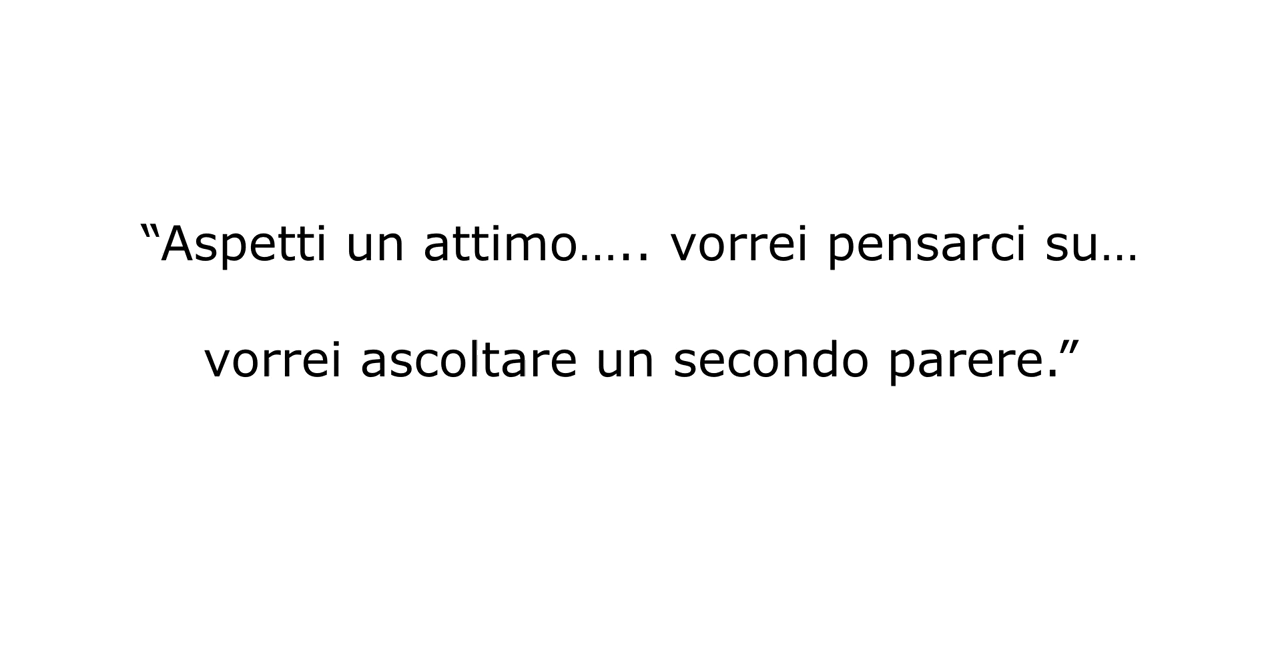 “Aspetti un attimo….. vorrei pensarci su…
vorrei ascoltare un secondo parere.”